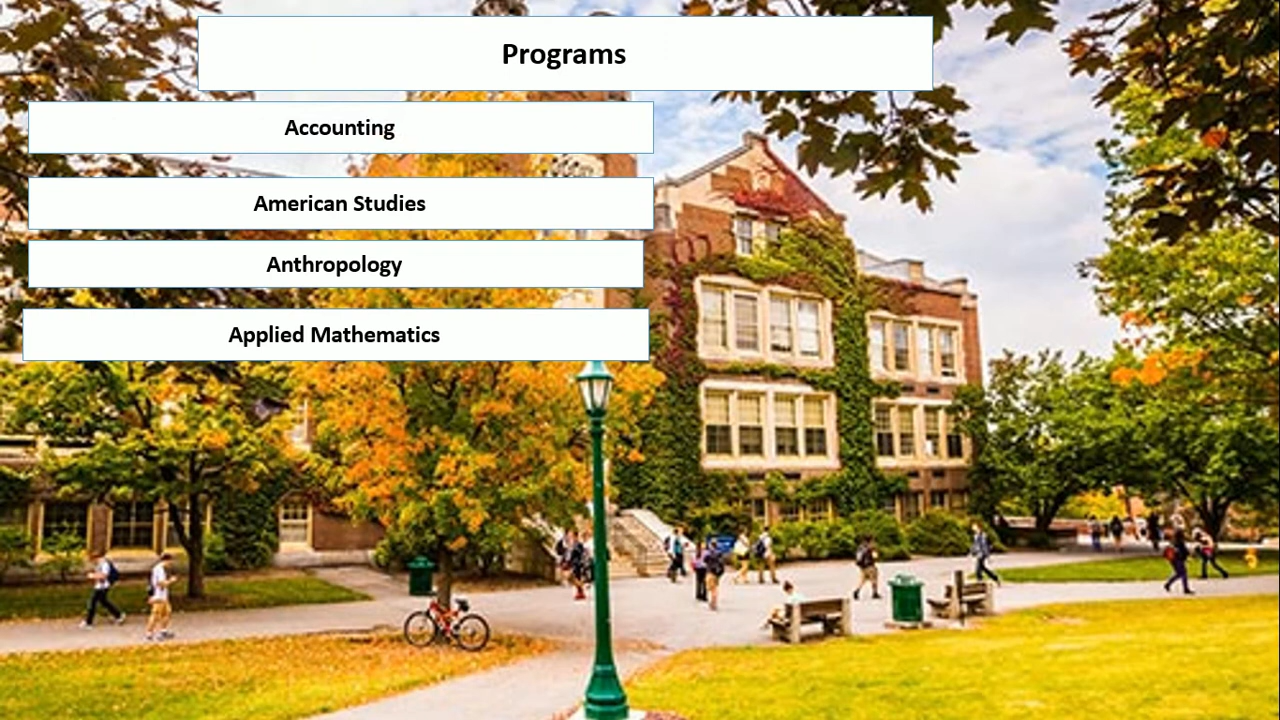 Programs
Accounting
American Studies
Anthropology
Applied Mathematics